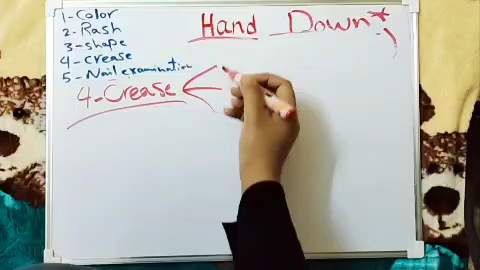 Hand Down *
:)
1-Color
2-Rash
3-shape
4-crease
5-Nail examination
4-Crease